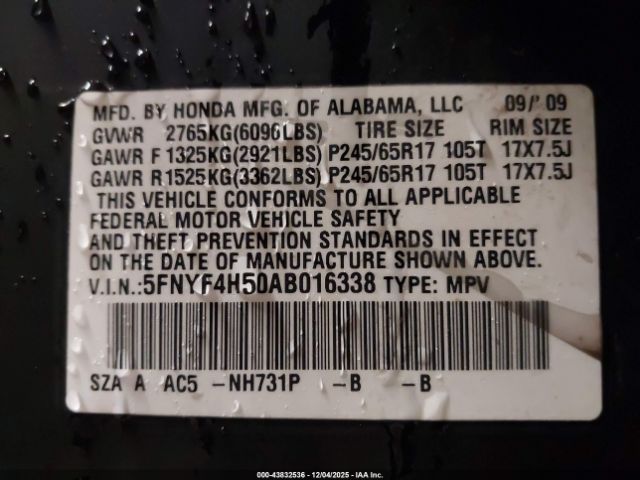 MFD. BY HONDA MFG. OF ALABAMA, LLC 09/'09
GVWR 2765KG(6096LBS) TIRE SIZE RIM SIZE
GAWR F 1325KG(2921LBS) P245/65R17 105T 17X7.5J
GAWR R 1525KG(3362LBS) P245/65R17 105T 17X7.5J
THIS VEHICLE CONFORMS TO ALL APPLICABLE
FEDERAL MOTOR VEHICLE SAFETY
AND THEFT PREVENTION STANDARDS IN EFFECT
ON THE DATE OF MANUFACTURE SHOWN ABOVE.
V.I.N.:5FNYF4H50AB016338 TYPE: MPV
SZA A AC5 -NH731P -B -B
000-43832536 - 12/04/2025 - IAA Inc.